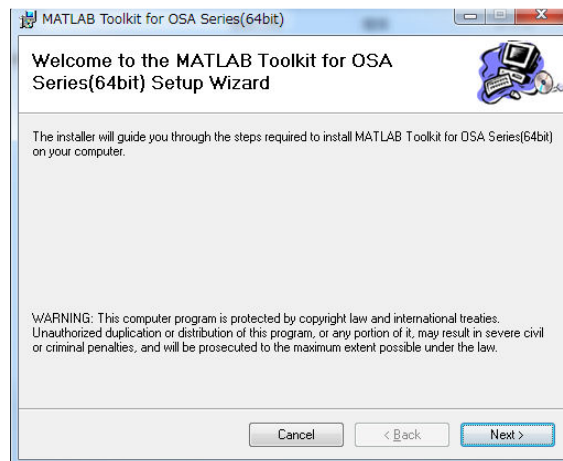 MATLAB Toolkit for OSA Series(64bit)
Welcome to the MATLAB Toolkit for OSA
Series(64bit) Setup Wizard
The installer will guide you through the steps required to install MATLAB Toolkit for OSA Series(64bit)
on your computer.
WARNING: This computer program is protected by copyright law and international treaties.
Unauthorized duplication or distribution of this program, or any portion of it, may result in severe civil
or criminal penalties, and will be prosecuted to the maximum extent possible under the law.
Cancel
< Back
Next >